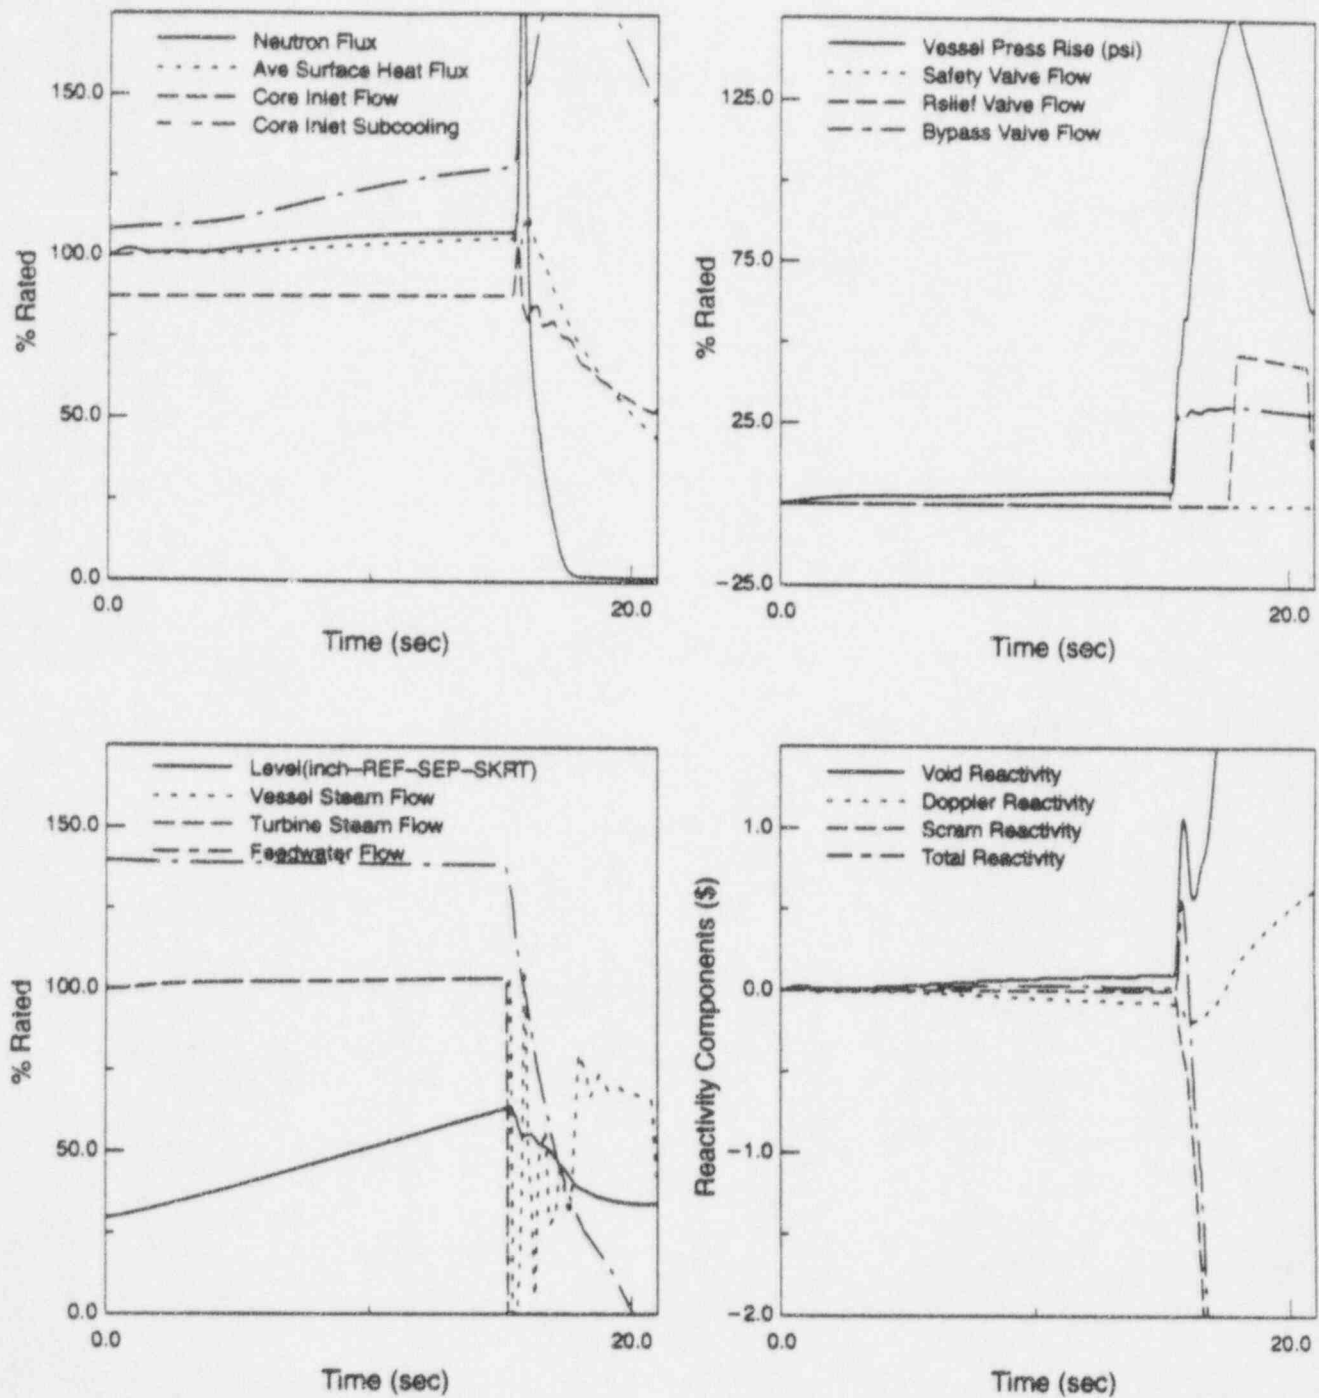 Neutron Flux
Ave Surface Heat Flux
Core Inlet Flow
Core Inlet Subcooling
150.0
100.0
50.0
0.0
% Rated
0.0
20.0
Time (sec)
Vessel Press Rise (psi)
Safety Valve Flow
Relief Valve Flow
Bypass Valve Flow
125.0
75.0
25.0
-25.0
% Rated
0.0
20.0
Time (sec)
Level(inch-REF-SEP-SKRT)
Vessel Steam Flow
Turbine Steam Flow
Feedwater Flow
150.0
100.0
50.0
0.0
% Rated
0.0
20.0
Time (sec)
Void Reactivity
Doppler Reactivity
Scram Reactivity
Total Reactivity
1.0
0.0
-1.0
-2.0
Reactivity Components ($)
0.0
20.0
Time (sec)